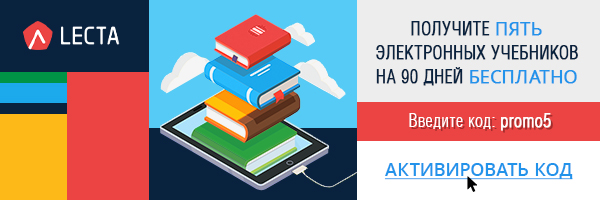 LECTA
ПОЛУЧИТЕ ПЯТЬ
ЭЛЕКТРОННЫХ УЧЕБНИКОВ
НА 90 ДНЕЙ БЕСПЛАТНО
Введите код: promo5
АКТИВИРОВАТЬ КОД